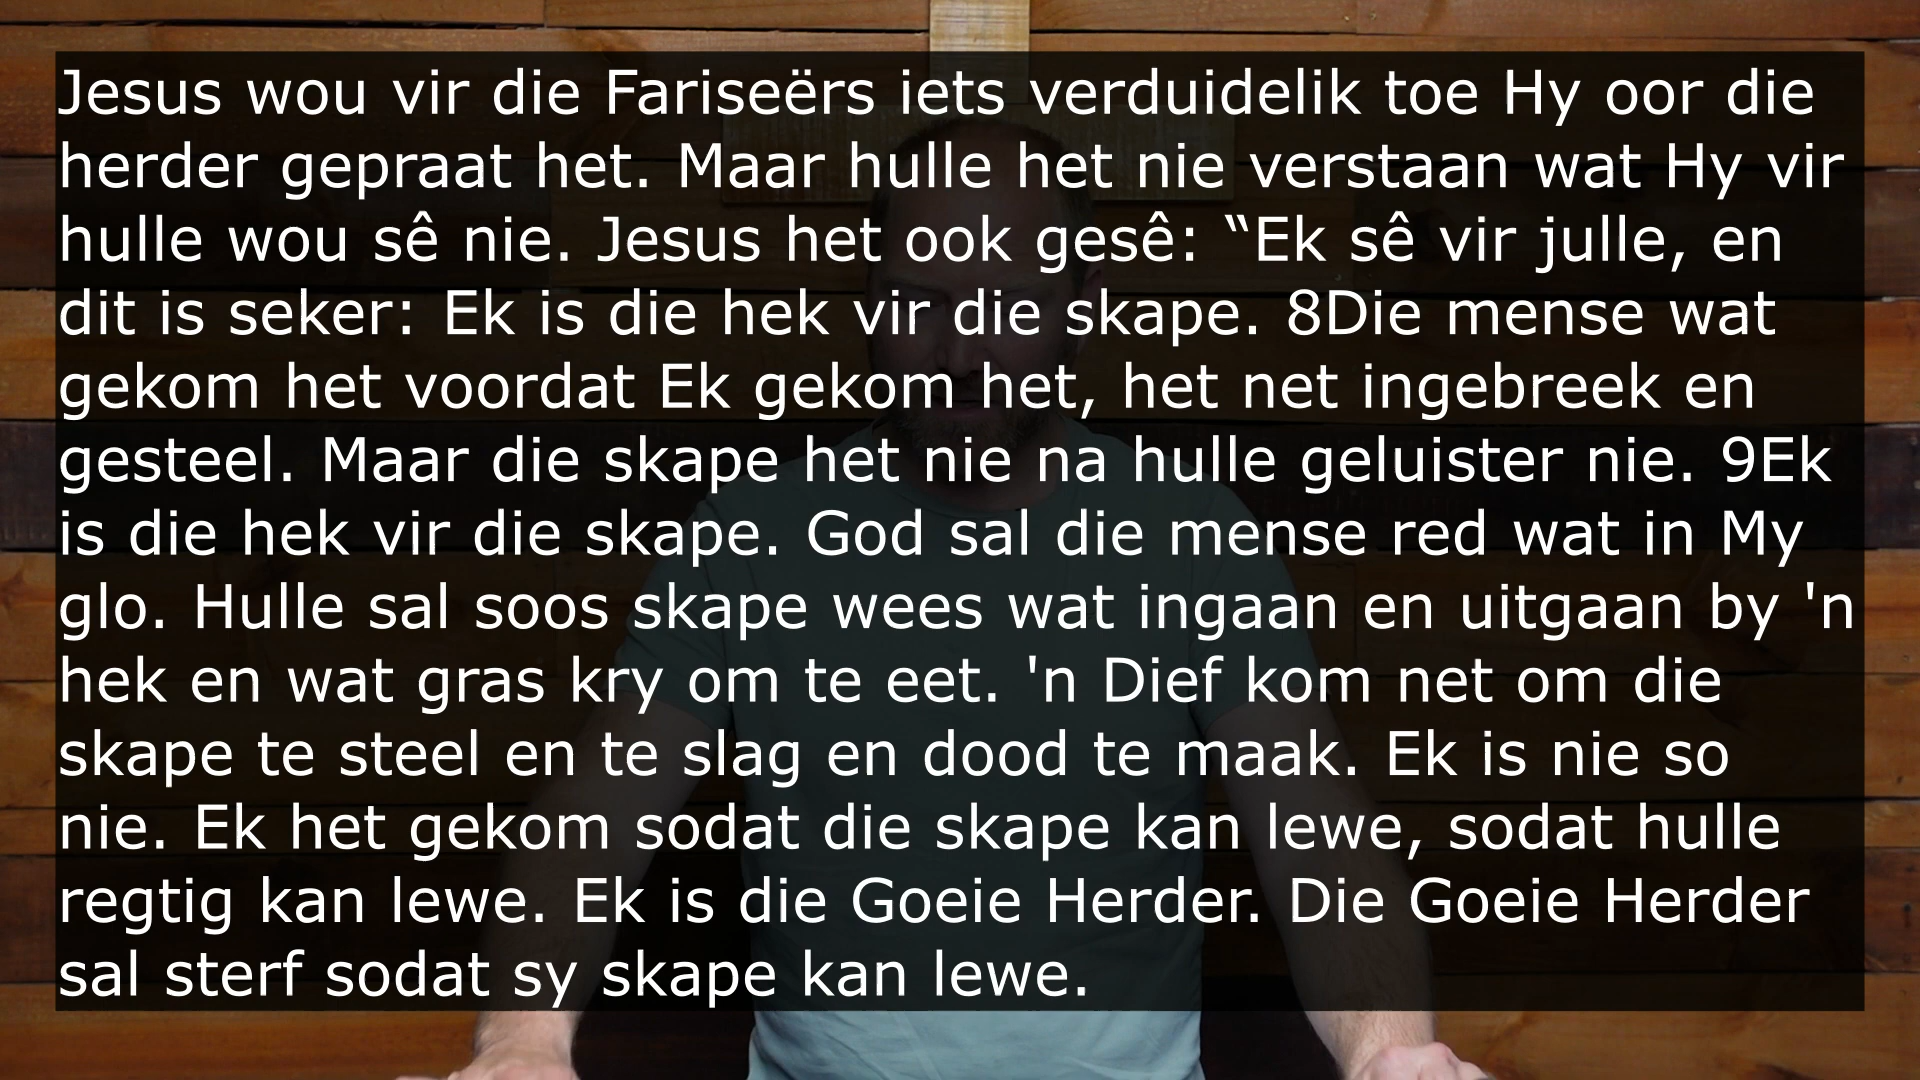 Jesus wou vir die Fariseërs iets verduidelik toe Hy oor die
herder gepraat het. Maar hulle het nie verstaan wat Hy vir
hulle wou sê nie. Jesus het ook gesê: “Ek sê vir julle, en
dit is seker: Ek is die hek vir die skape. 8Die mense wat
gekom het voordat Ek gekom het, het net ingebreek en
gesteel. Maar die skape het nie na hulle geluister nie. 9Ek
is die hek vir die skape. God sal die mense red wat in My
glo. Hulle sal soos skape wees wat ingaan en uitgaan by 'n
hek en wat gras kry om te eet. 'n Dief kom net om die
skape te steel en te slag en dood te maak. Ek is nie so
nie. Ek het gekom sodat die skape kan lewe, sodat hulle
regtig kan lewe. Ek is die Goeie Herder. Die Goeie Herder
sal sterf sodat sy skape kan lewe.